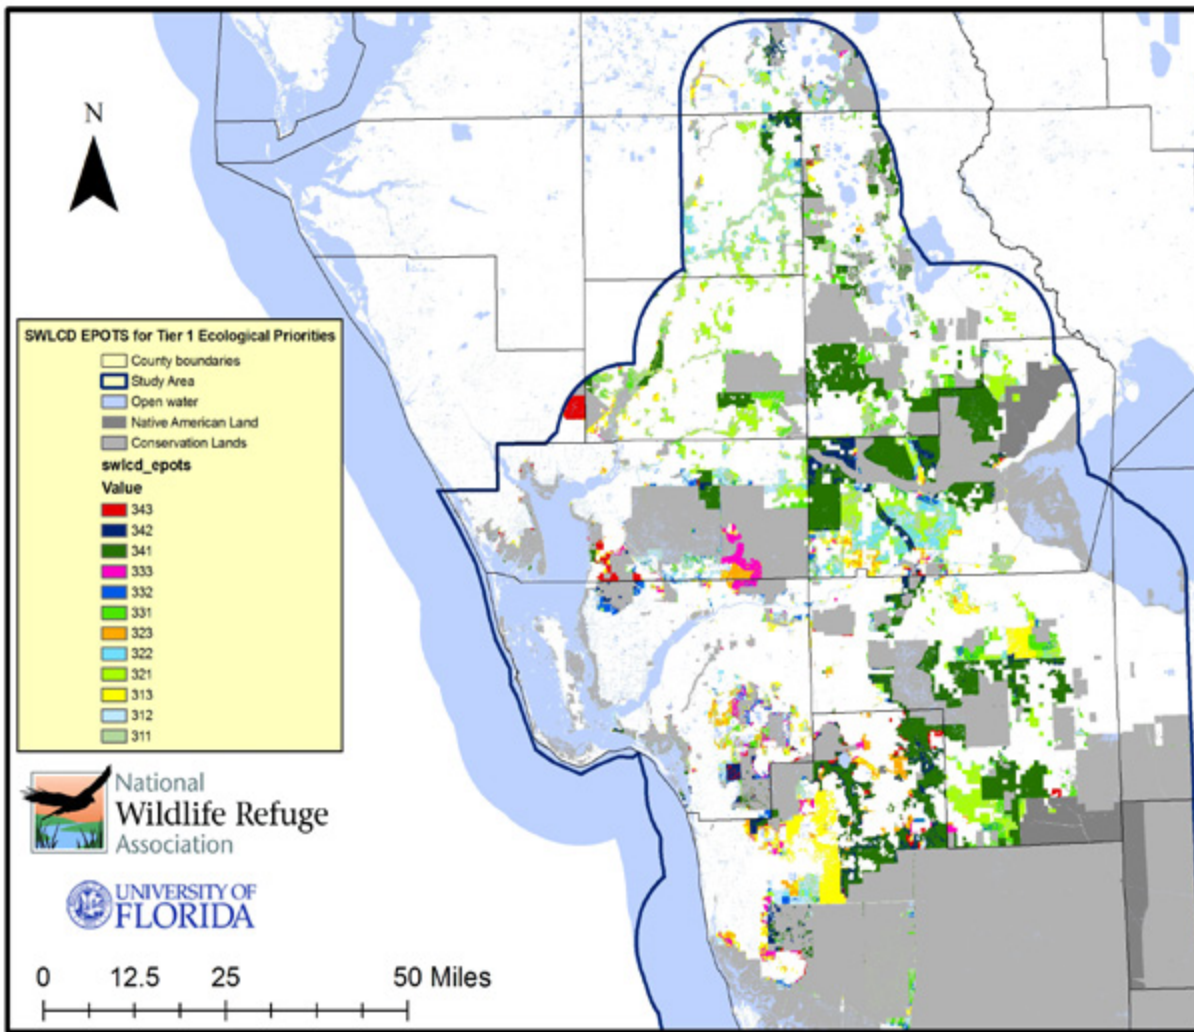 N
SWLCD EPOTS for Tier 1 Ecological Priorities
County boundaries
Study Area
Open water
Native American Land
Conservation Lands
swlcd_epots
Value
343
342
341
333
332
331
323
322
321
313
312
311
National
Wildlife Refuge
Association
UNIVERSITY OF
FLORIDA
0 12.5 25 50 Miles